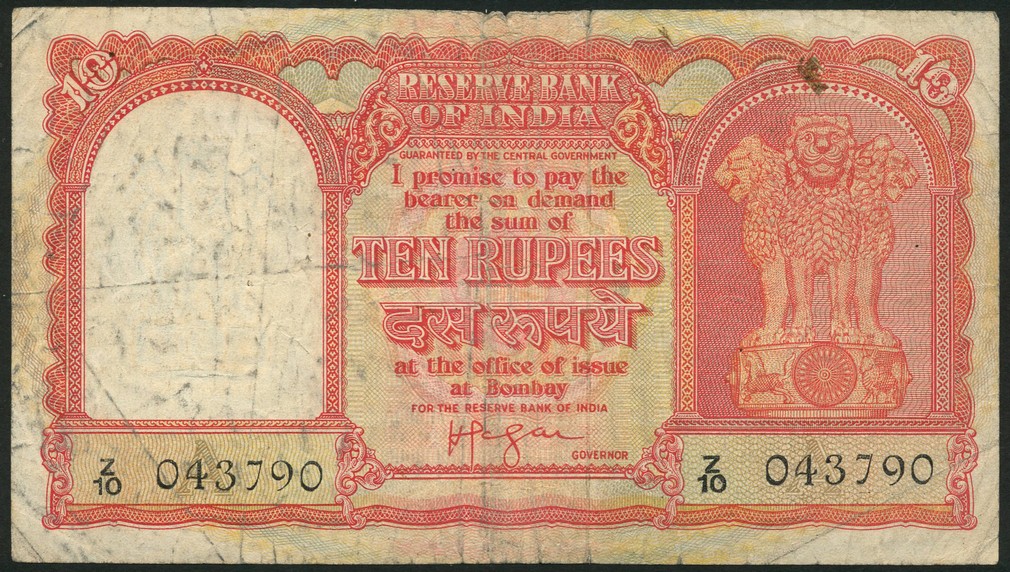 10
10
RESERVE BANK
OF INDIA
GUARANTEED BY THE CENTRAL GOVERNMENT
I promise to pay the
bearer on demand
the sum of
TEN RUPEES
दस रूपये
at the office of issue
at Bombay
FOR THE RESERVE BANK OF INDIA
GOVERNOR
Z/10 043790
Z/10 043790
A
A